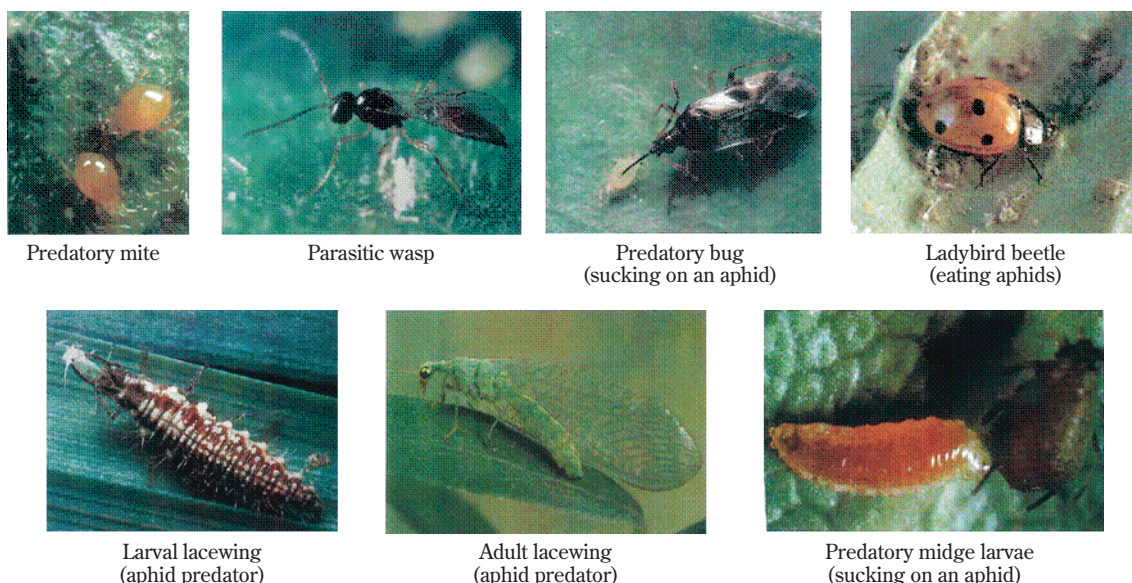 Predatory mite
Parasitic wasp
Predatory bug
(sucking on an aphid)
Ladybird beetle
(eating aphids)
Larval lacewing
(aphid predator)
Adult lacewing
(aphid predator)
Predatory midge larvae
(sucking on an aphid)